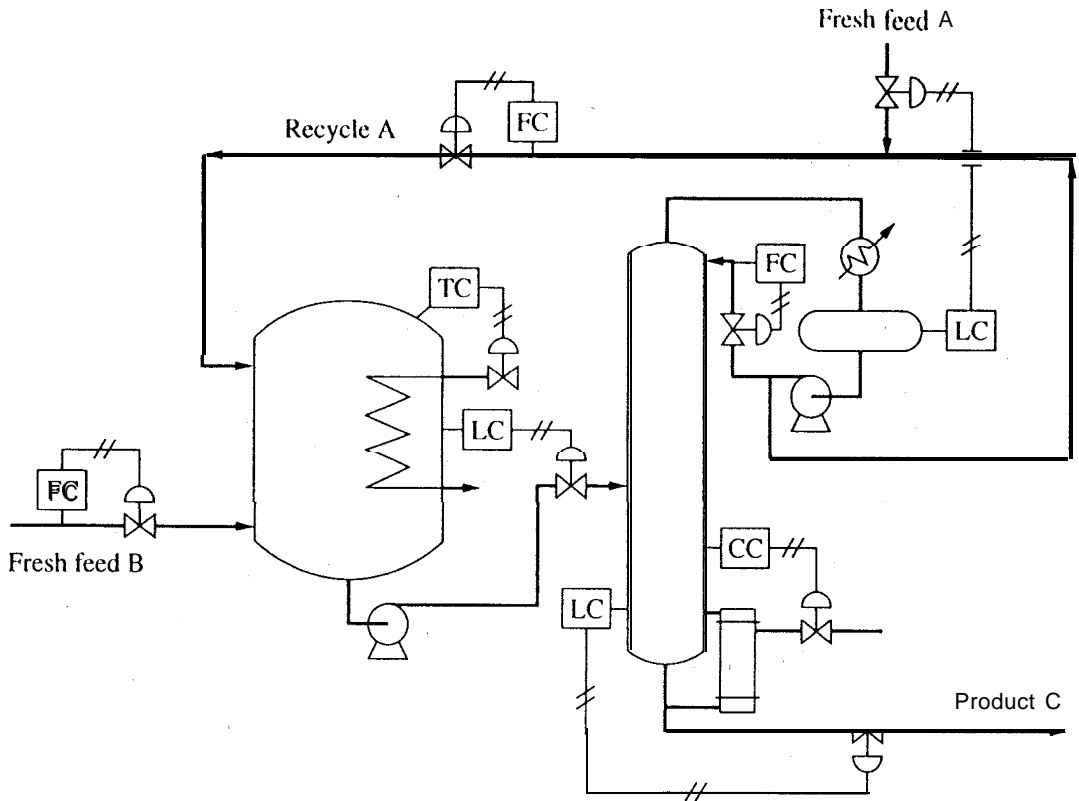 Fresh feed A
FC
Recycle A
TC
FC
LC
LC
FC
Fresh feed B
CC
LC
Product C